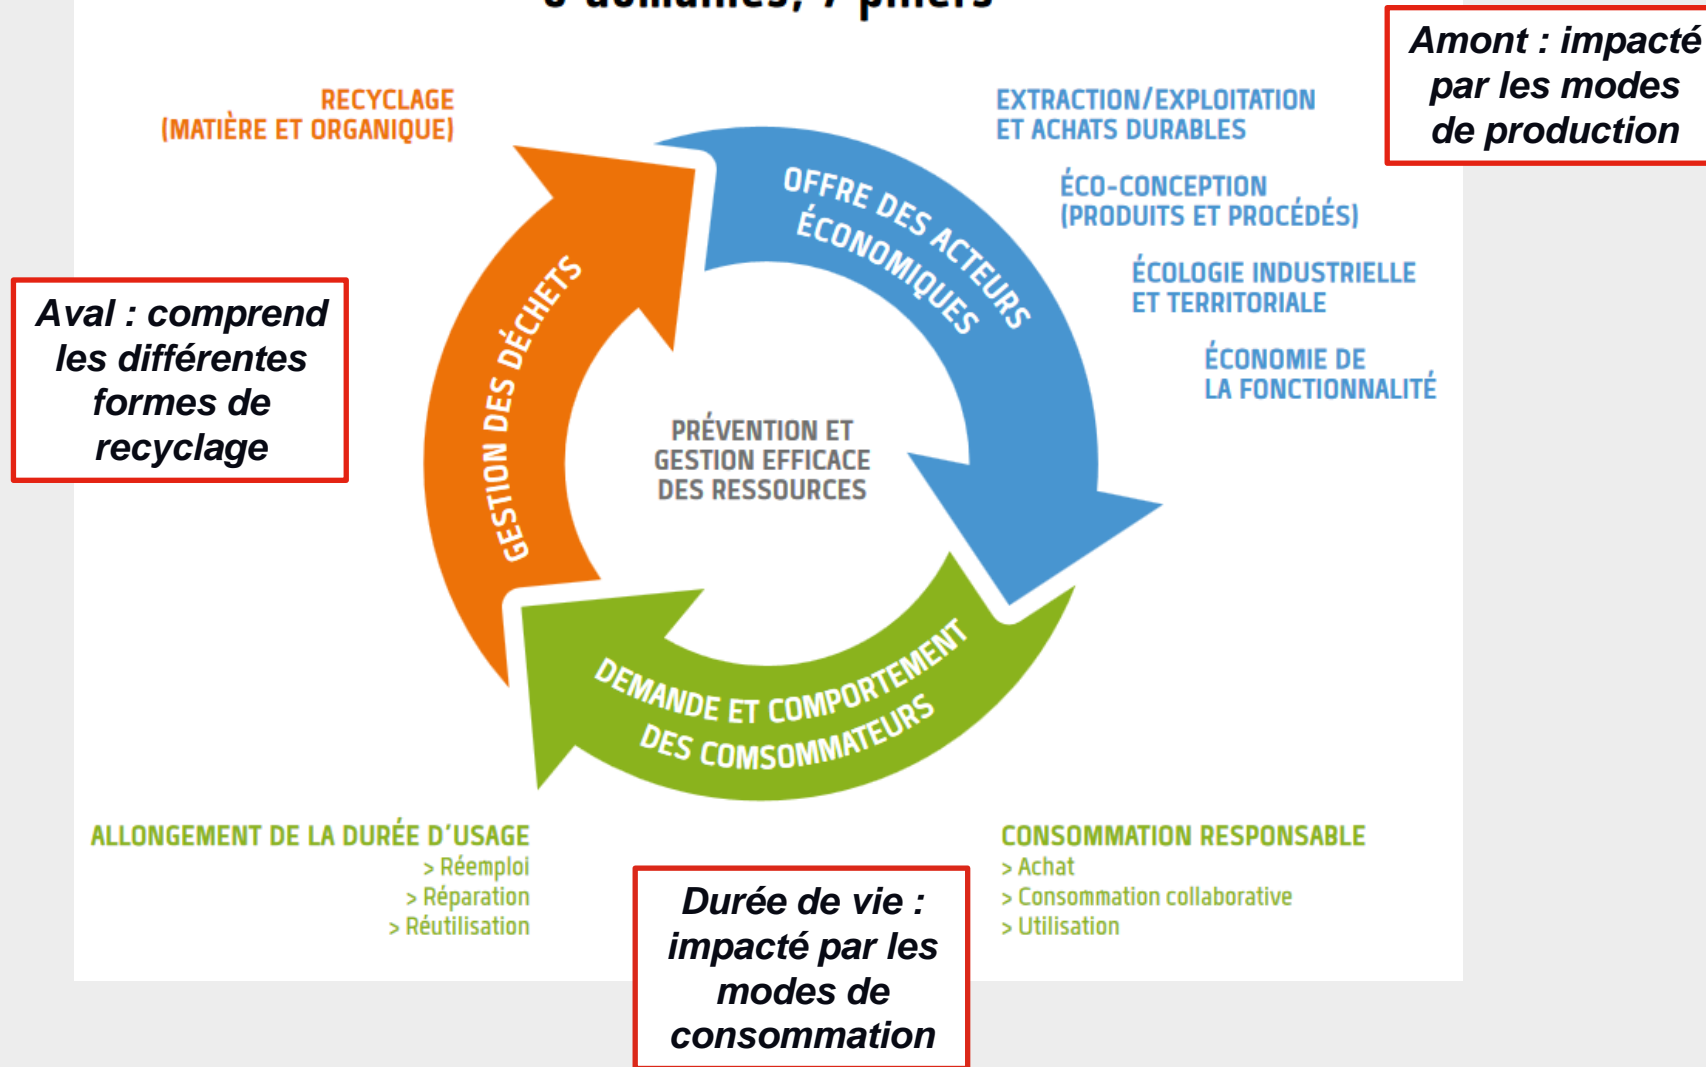 3 domaines, 7 piliers
Amont : impacté
par les modes
de production
RECYCLAGE
(MATIÈRE ET ORGANIQUE)
EXTRACTION/EXPLOITATION
ET ACHATS DURABLES
ÉCO-CONCEPTION
(PRODUITS ET PROCÉDÉS)
ÉCOLOGIE INDUSTRIELLE
ET TERRITORIALE
ÉCONOMIE DE
LA FONCTIONNALITÉ
OFFRE DES ACTEURS
ÉCONOMIQUES
Aval : comprend
les différentes
formes de
recyclage
GESTION DES DÉCHETS
PRÉVENTION ET
GESTION EFFICACE
DES RESSOURCES
DEMANDE ET COMPORTEMENT
DES COMSOMMATEURS
ALLONGEMENT DE LA DURÉE D'USAGE
> Réemploi
> Réparation
> Réutilisation
Durée de vie :
impacté par les
modes de
consommation
CONSOMMATION RESPONSABLE
> Achat
> Consommation collaborative
> Utilisation